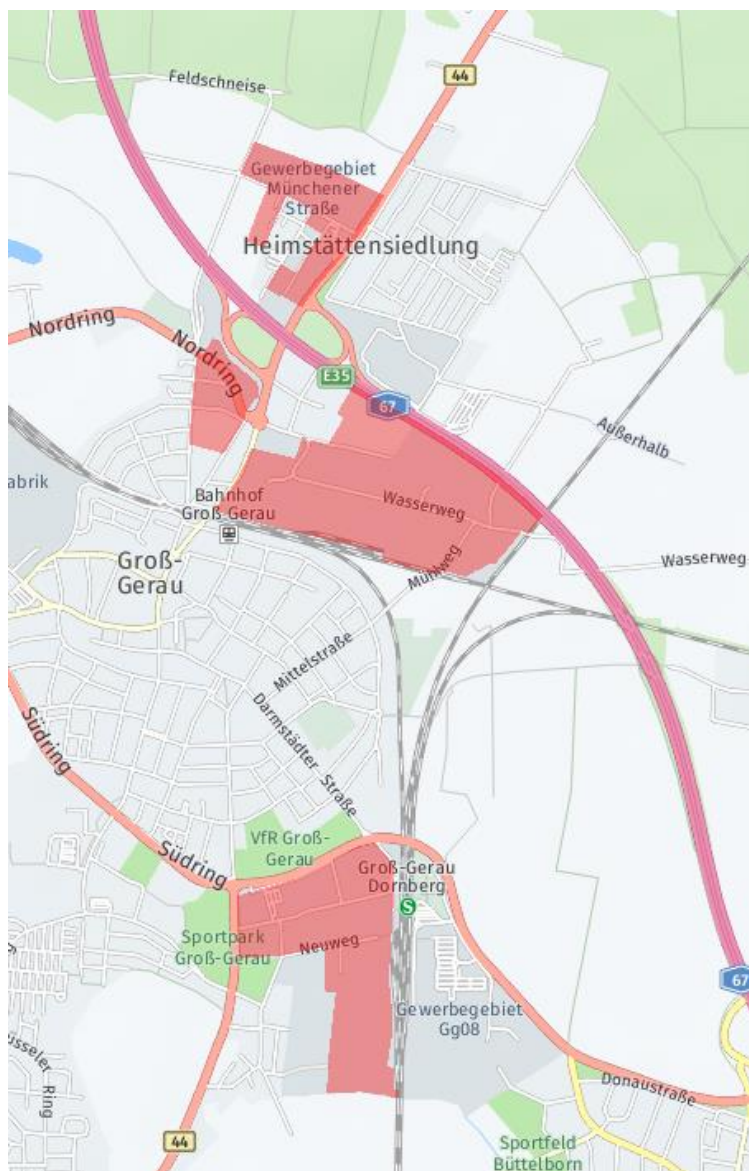 44
Feldschneise
Gewerbegebiet
Münchener
Straße
Heimstättensiedlung
Nordring
Nordring
E35
67
Außerhalb
abrik
Bahnhof
Groß-Gerau
Wasserweg
Groß-
Gerau
Mühlweg
Wasserweg
Mittelstraße
Südring
Darmstädter Straße
VfR Groß-
Gerau
Südring
Groß-Gerau
Dornberg
S
Sportpark
Groß-Gerau
Neuweg
67
Gewerbegebiet
Gg08
usseler Ring
Donaustraße
44
Sportfeld
Büttelborn